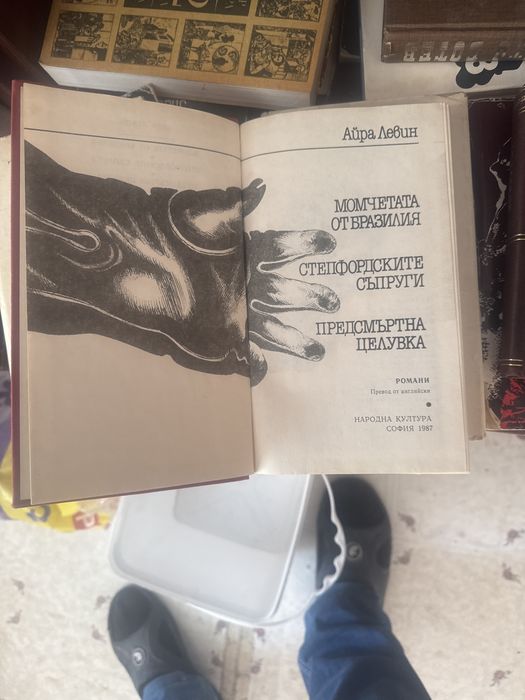 Айра Левин
МОМЧЕТАТА
ОТ БРАЗИЛИЯ
СТЕПФОРДСКИТЕ
СЪПРУГИ
ПРЕДСМЪРТНА
ЦЕЛУВКА
РОМАНИ
Превод от английски
НАРОДНА КУЛТУРА
СОФИЯ 1987